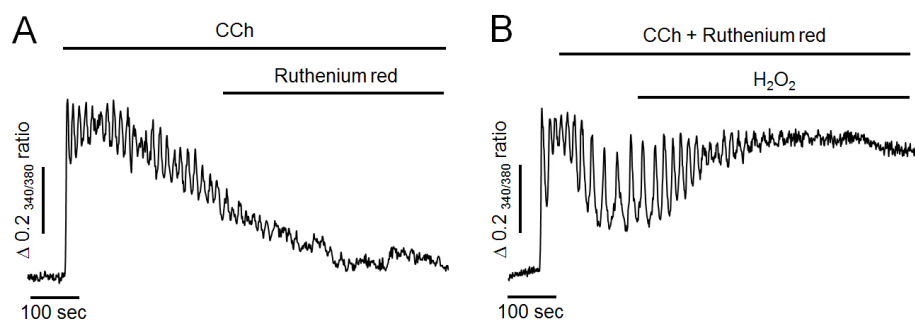 A
CCh
Ruthenium red
Δ 0.2 340/380 ratio
100 sec
B
CCh + Ruthenium red
H₂O₂
Δ 0.2 340/380 ratio
100 sec